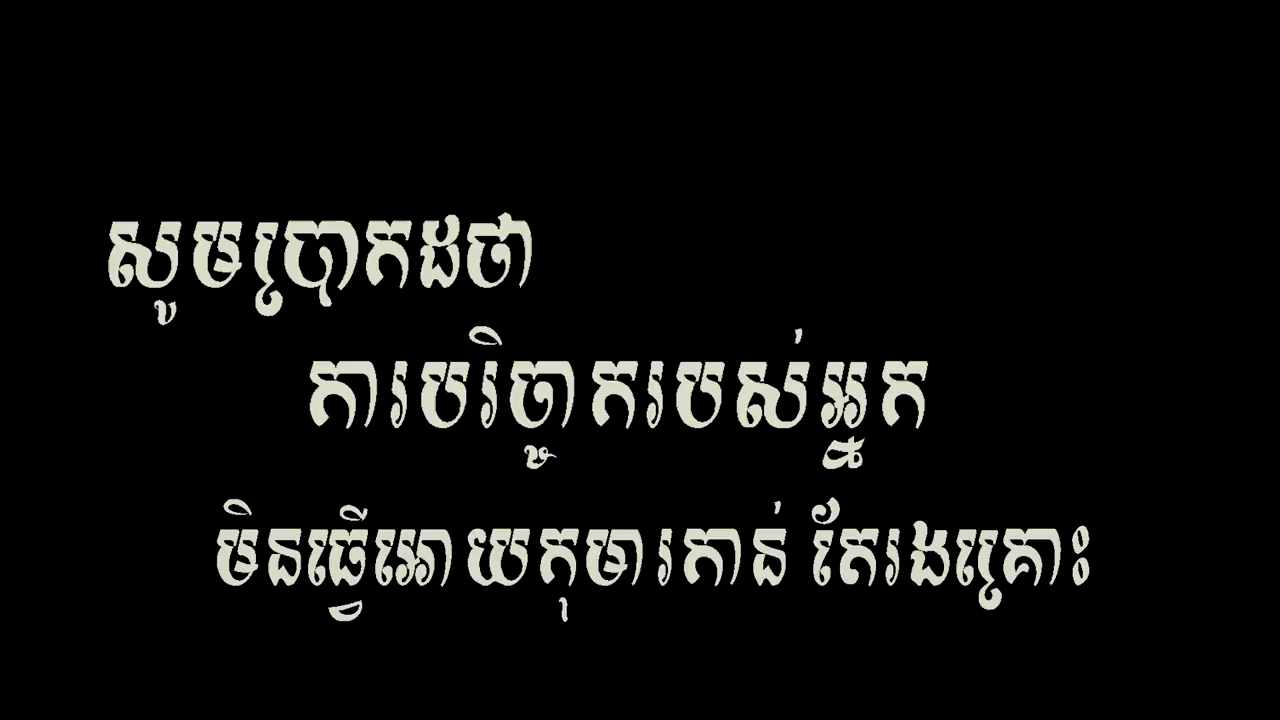 សូមប្រាកដថា
ការបរិច្ចាករបស់អ្នក
មិនធ្វើអោយកុមារកាន់ តែរងគ្រោះ